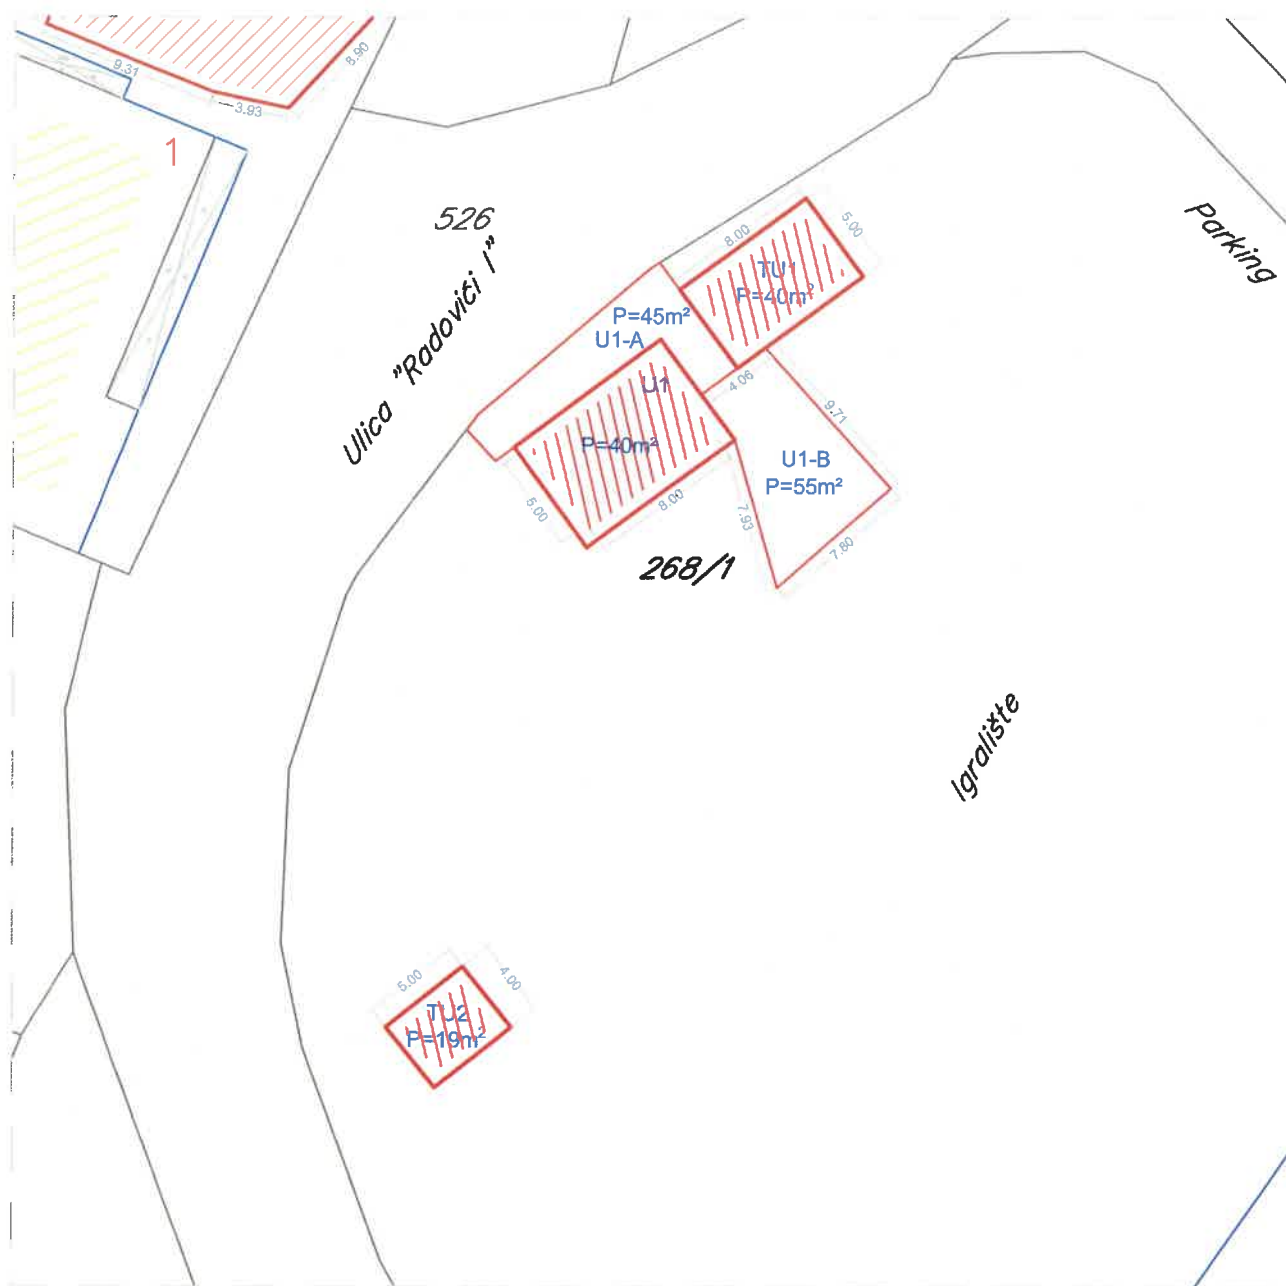 9.31
8.90
3.93
1
526
Ulica "Radovići I"
Parking
8.00
5.00
TU1
P=40m²
P=45m²
U1-A
U1
P=40m²
4.06
9.71
U1-B
P=55m²
5.00
8.00
7.93
7.80
268/1
Igralište
5.00
4.00
TU2
P=19m²